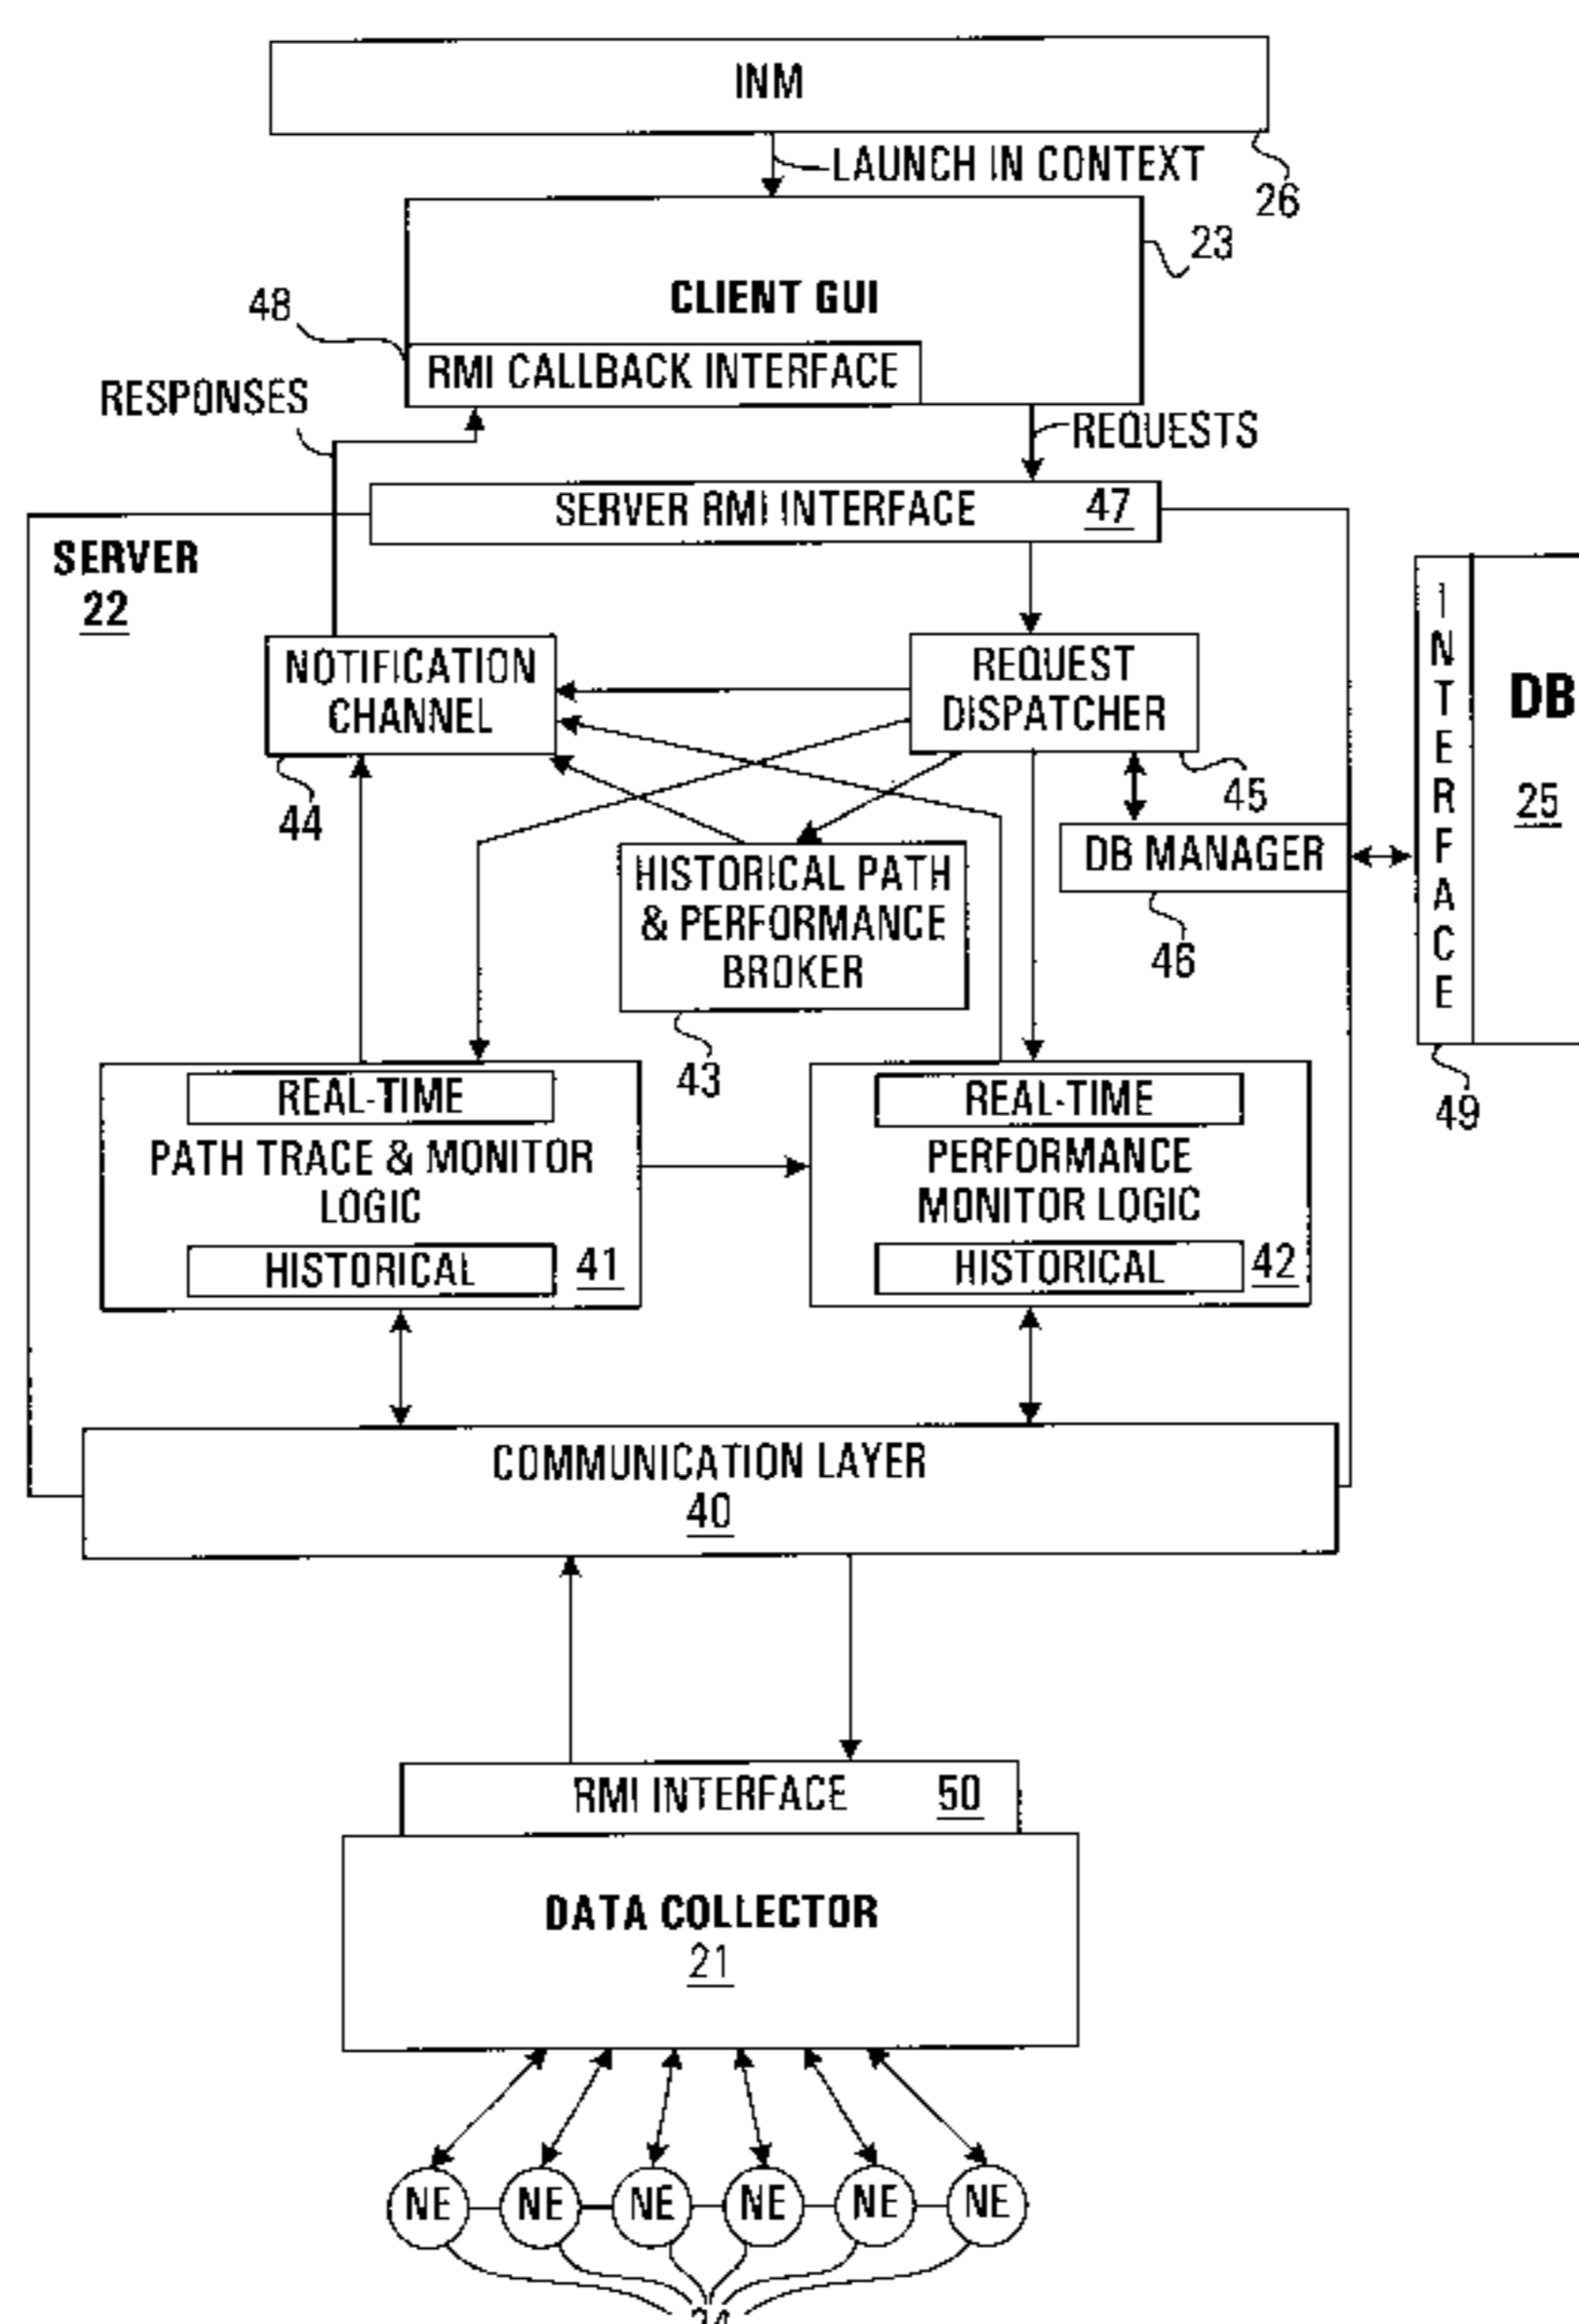 INM
LAUNCH IN CONTEXT
26
23
CLIENT GUI
48
RMI CALLBACK INTERFACE
RESPONSES
REQUESTS
SERVER RMI INTERFACE 47
SERVER
22
NOTIFICATION
CHANNEL
44
REQUEST
DISPATCHER
45
INTERFACE
DB
25
DB MANAGER
46
HISTORICAL PATH
& PERFORMANCE
BROKER
43
49
REAL-TIME
PATH TRACE & MONITOR
LOGIC
HISTORICAL 41
REAL-TIME
PERFORMANCE
MONITOR LOGIC
HISTORICAL 42
COMMUNICATION LAYER
40
RMI INTERFACE 50
DATA COLLECTOR
21
NE NE NE NE NE NE